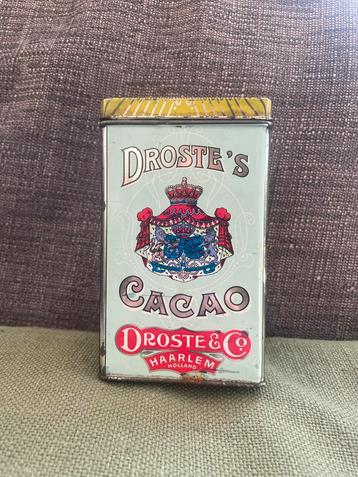 DROSTE'S
CACAO
DROSTE & Co.
HAARLEM
HOLLAND